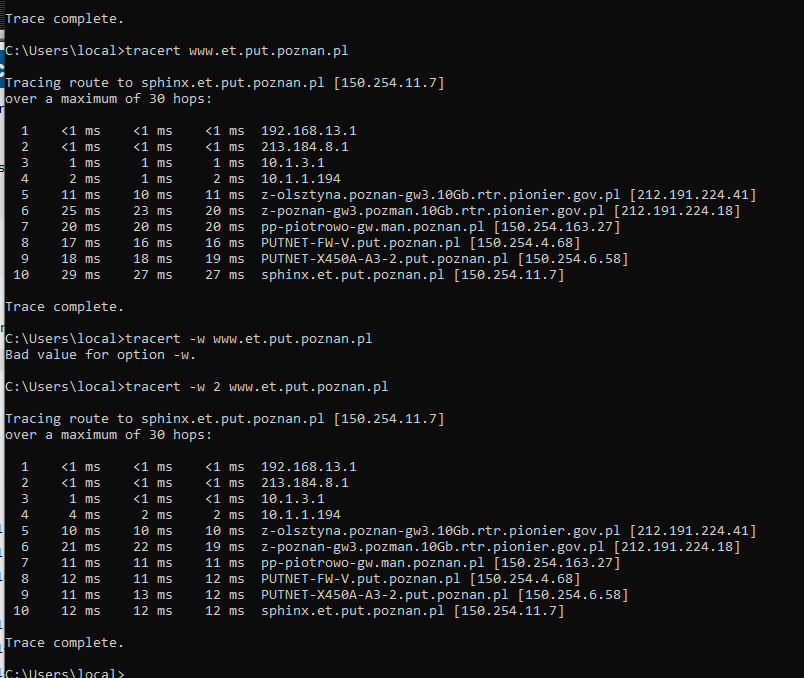 Trace complete.
C:\Users\local>tracert www.et.put.poznan.pl
Tracing route to sphinx.et.put.poznan.pl [150.254.11.7]
over a maximum of 30 hops:
1 <1 ms <1 ms <1 ms 192.168.13.1
2 <1 ms <1 ms <1 ms 213.184.8.1
3 1 ms 1 ms 1 ms 10.1.3.1
4 2 ms 1 ms 2 ms 10.1.1.194
5 11 ms 10 ms 11 ms z-olsztyna.poznan-gw3.10Gb.rtr.pionier.gov.pl [212.191.224.41]
6 25 ms 23 ms 20 ms z-poznan-gw3.pozman.10Gb.rtr.pionier.gov.pl [212.191.224.18]
7 20 ms 20 ms 20 ms pp-piotrowo-gw.man.poznan.pl [150.254.163.27]
8 17 ms 16 ms 16 ms PUTNET-FW-V.put.poznan.pl [150.254.4.68]
9 18 ms 18 ms 19 ms PUTNET-X450A-A3-2.put.poznan.pl [150.254.6.58]
10 29 ms 27 ms 27 ms sphinx.et.put.poznan.pl [150.254.11.7]
Trace complete.
C:\Users\local>tracert -w www.et.put.poznan.pl
Bad value for option -w.
C:\Users\local>tracert -w 2 www.et.put.poznan.pl
Tracing route to sphinx.et.put.poznan.pl [150.254.11.7]
over a maximum of 30 hops:
1 <1 ms <1 ms <1 ms 192.168.13.1
2 <1 ms <1 ms <1 ms 213.184.8.1
3 1 ms <1 ms <1 ms 10.1.3.1
4 4 ms 2 ms 2 ms 10.1.1.194
5 10 ms 10 ms 10 ms z-olsztyna.poznan-gw3.10Gb.rtr.pionier.gov.pl [212.191.224.41]
6 21 ms 22 ms 19 ms z-poznan-gw3.pozman.10Gb.rtr.pionier.gov.pl [212.191.224.18]
7 11 ms 11 ms 11 ms pp-piotrowo-gw.man.poznan.pl [150.254.163.27]
8 12 ms 11 ms 12 ms PUTNET-FW-V.put.poznan.pl [150.254.4.68]
9 11 ms 13 ms 12 ms PUTNET-X450A-A3-2.put.poznan.pl [150.254.6.58]
10 12 ms 12 ms 12 ms sphinx.et.put.poznan.pl [150.254.11.7]
Trace complete.
C:\Users\local>